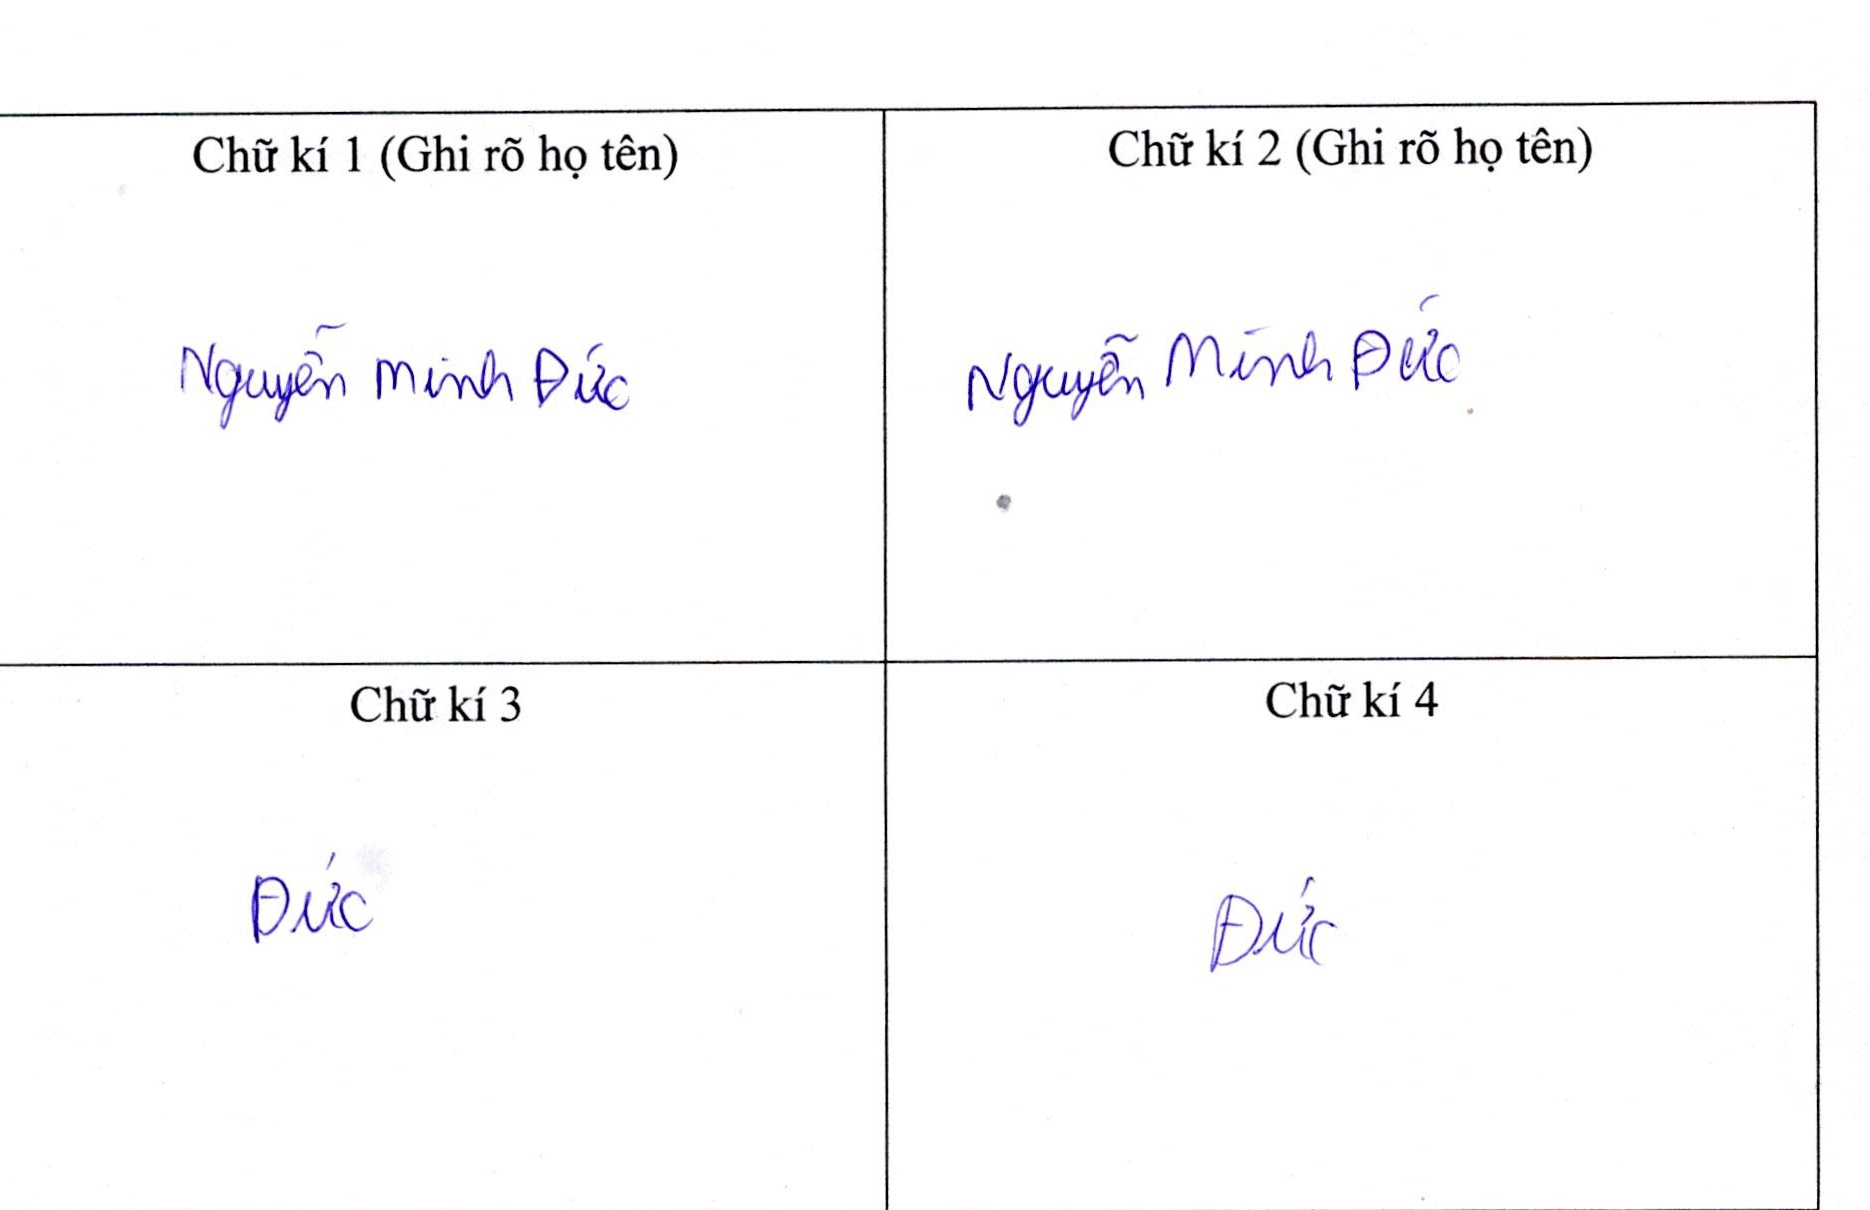 Chữ kí 1 (Ghi rõ họ tên)
Chữ kí 2 (Ghi rõ họ tên)
Nguyễn Minh Đức
Nguyễn Minh Đức
Chữ kí 3
Chữ kí 4
Đức
Đức